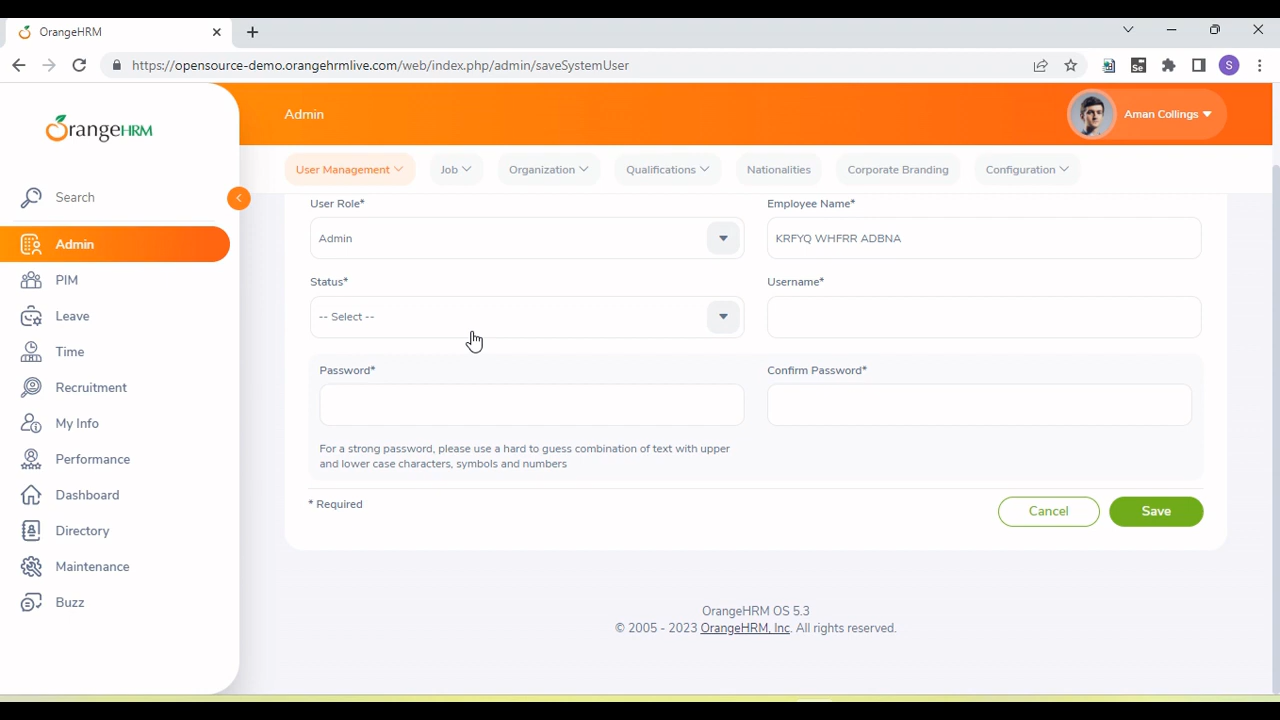 OrangeHRM
https://opensource-demo.orangehrmlive.com/web/index.php/admin/saveSystemUser
Se
S
OrangeHRM
Admin
Aman Collings
User Management
Job
Organization
Qualifications
Nationalities
Corporate Branding
Configuration
Search
Admin
PIM
Leave
Time
Recruitment
My Info
Performance
Dashboard
Directory
Maintenance
Buzz
User Role*
Employee Name*
Admin
KRFYQ WHFRR ADBNA
Status*
Username*
-- Select --
Password*
Confirm Password*
For a strong password, please use a hard to guess combination of text with upper
and lower case characters, symbols and numbers
* Required
Cancel
Save
OrangeHRM OS 5.3
© 2005 - 2023 OrangeHRM, Inc. All rights reserved.